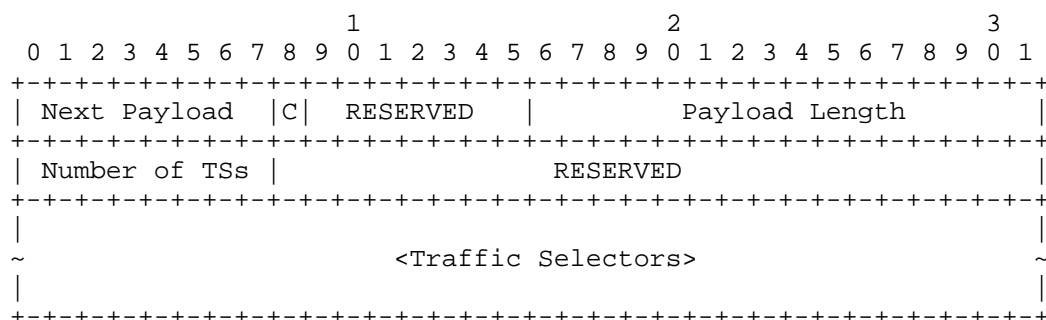 1                   2                   3
 0 1 2 3 4 5 6 7 8 9 0 1 2 3 4 5 6 7 8 9 0 1 2 3 4 5 6 7 8 9 0 1
+-+-+-+-+-+-+-+-+-+-+-+-+-+-+-+-+-+-+-+-+-+-+-+-+-+-+-+-+-+-+-+-+
| Next Payload  |C|  RESERVED   |         Payload Length        |
+-+-+-+-+-+-+-+-+-+-+-+-+-+-+-+-+-+-+-+-+-+-+-+-+-+-+-+-+-+-+-+-+
| Number of TSs |                 RESERVED                      |
+-+-+-+-+-+-+-+-+-+-+-+-+-+-+-+-+-+-+-+-+-+-+-+-+-+-+-+-+-+-+-+-+
|                                                               |
~                       <Traffic Selectors>                     ~
|                                                               |
+-+-+-+-+-+-+-+-+-+-+-+-+-+-+-+-+-+-+-+-+-+-+-+-+-+-+-+-+-+-+-+-+